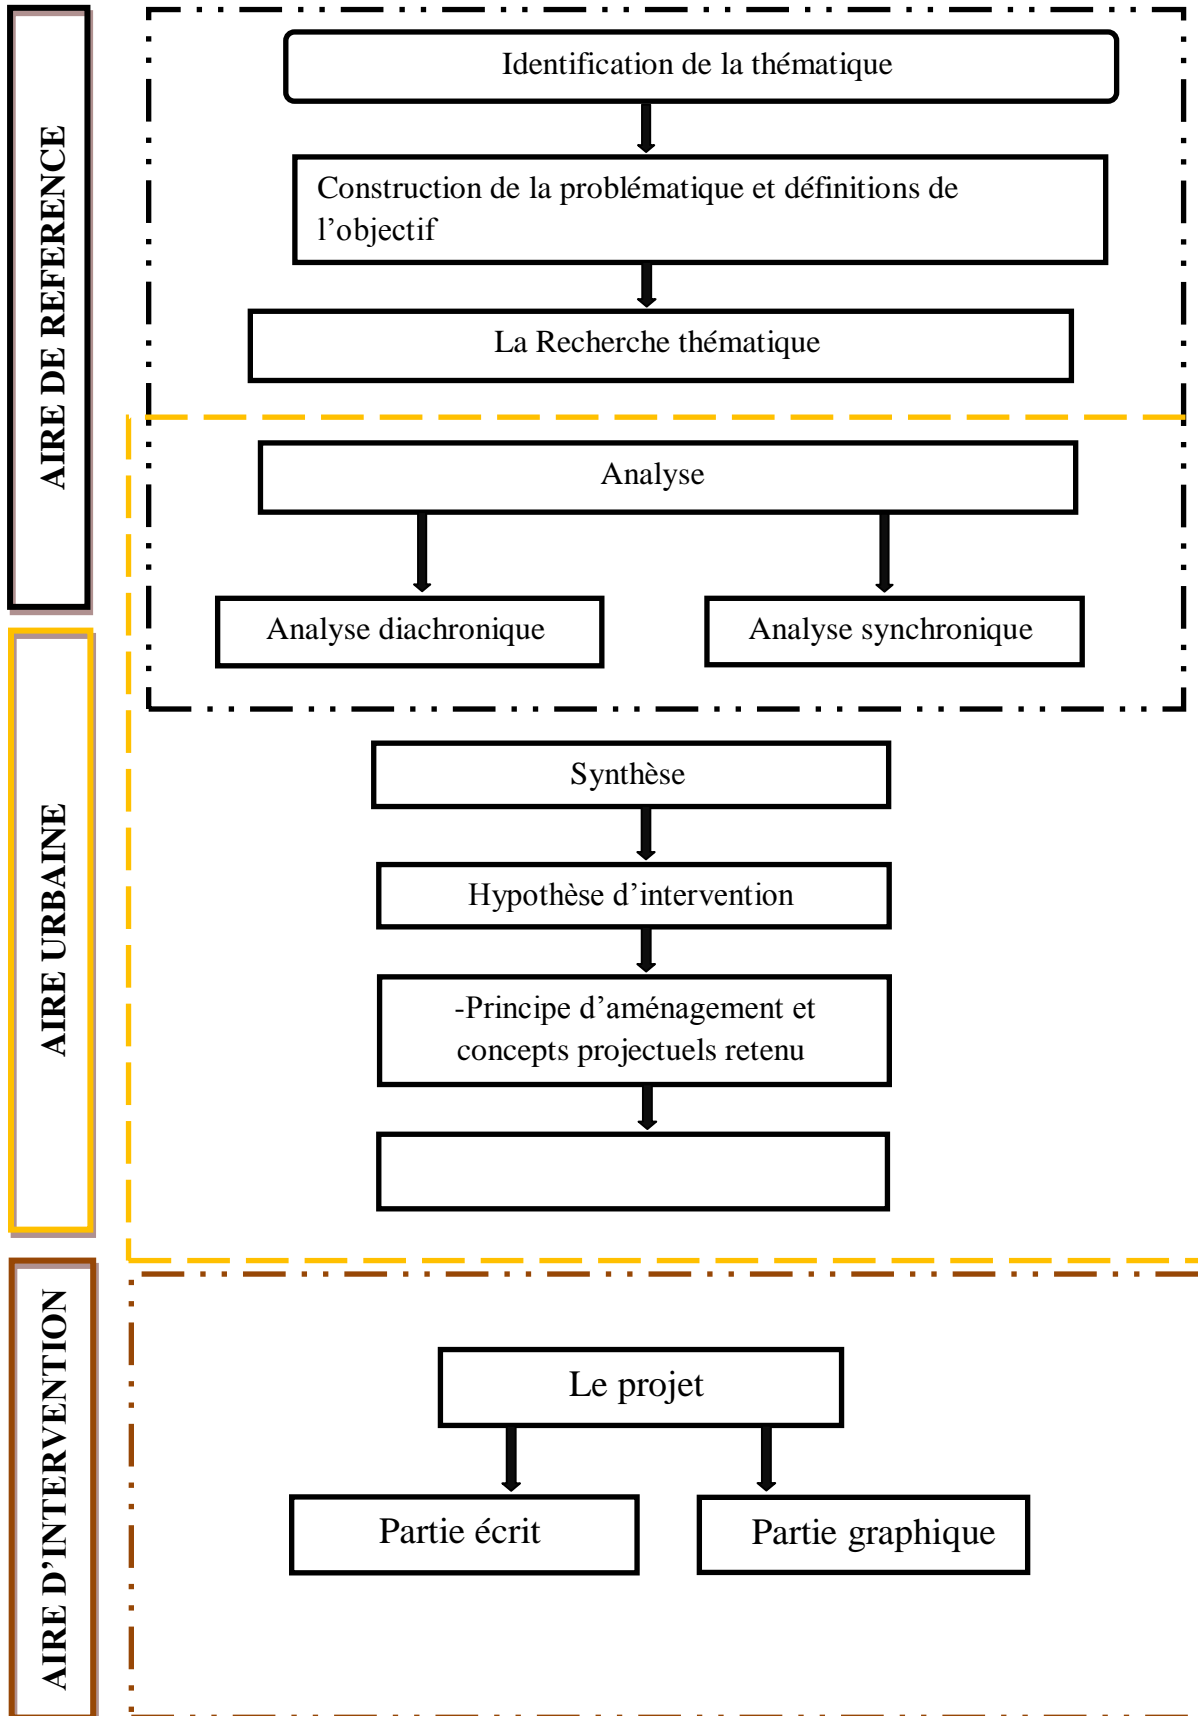 AIRE DE REFERENCE
Identification de la thématique
Construction de la problématique et définitions de
l’objectif
La Recherche thématique
Analyse
Analyse diachronique
Analyse synchronique
AIRE URBAINE
Synthèse
Hypothèse d’intervention
-Principe d’aménagement et
concepts projectuels retenu
AIRE D’INTERVENTION
Le projet
Partie écrit
Partie graphique